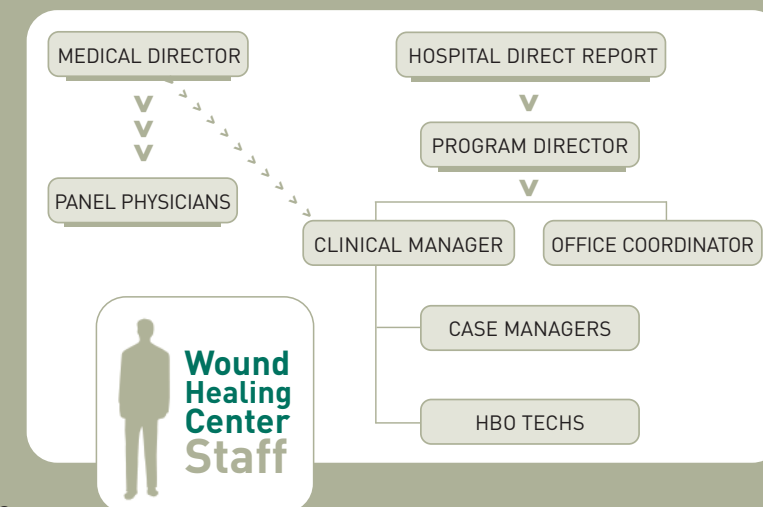 MEDICAL DIRECTOR
HOSPITAL DIRECT REPORT
PROGRAM DIRECTOR
PANEL PHYSICIANS
CLINICAL MANAGER
OFFICE COORDINATOR
CASE MANAGERS
HBO TECHS
Wound
Healing
Center
Staff